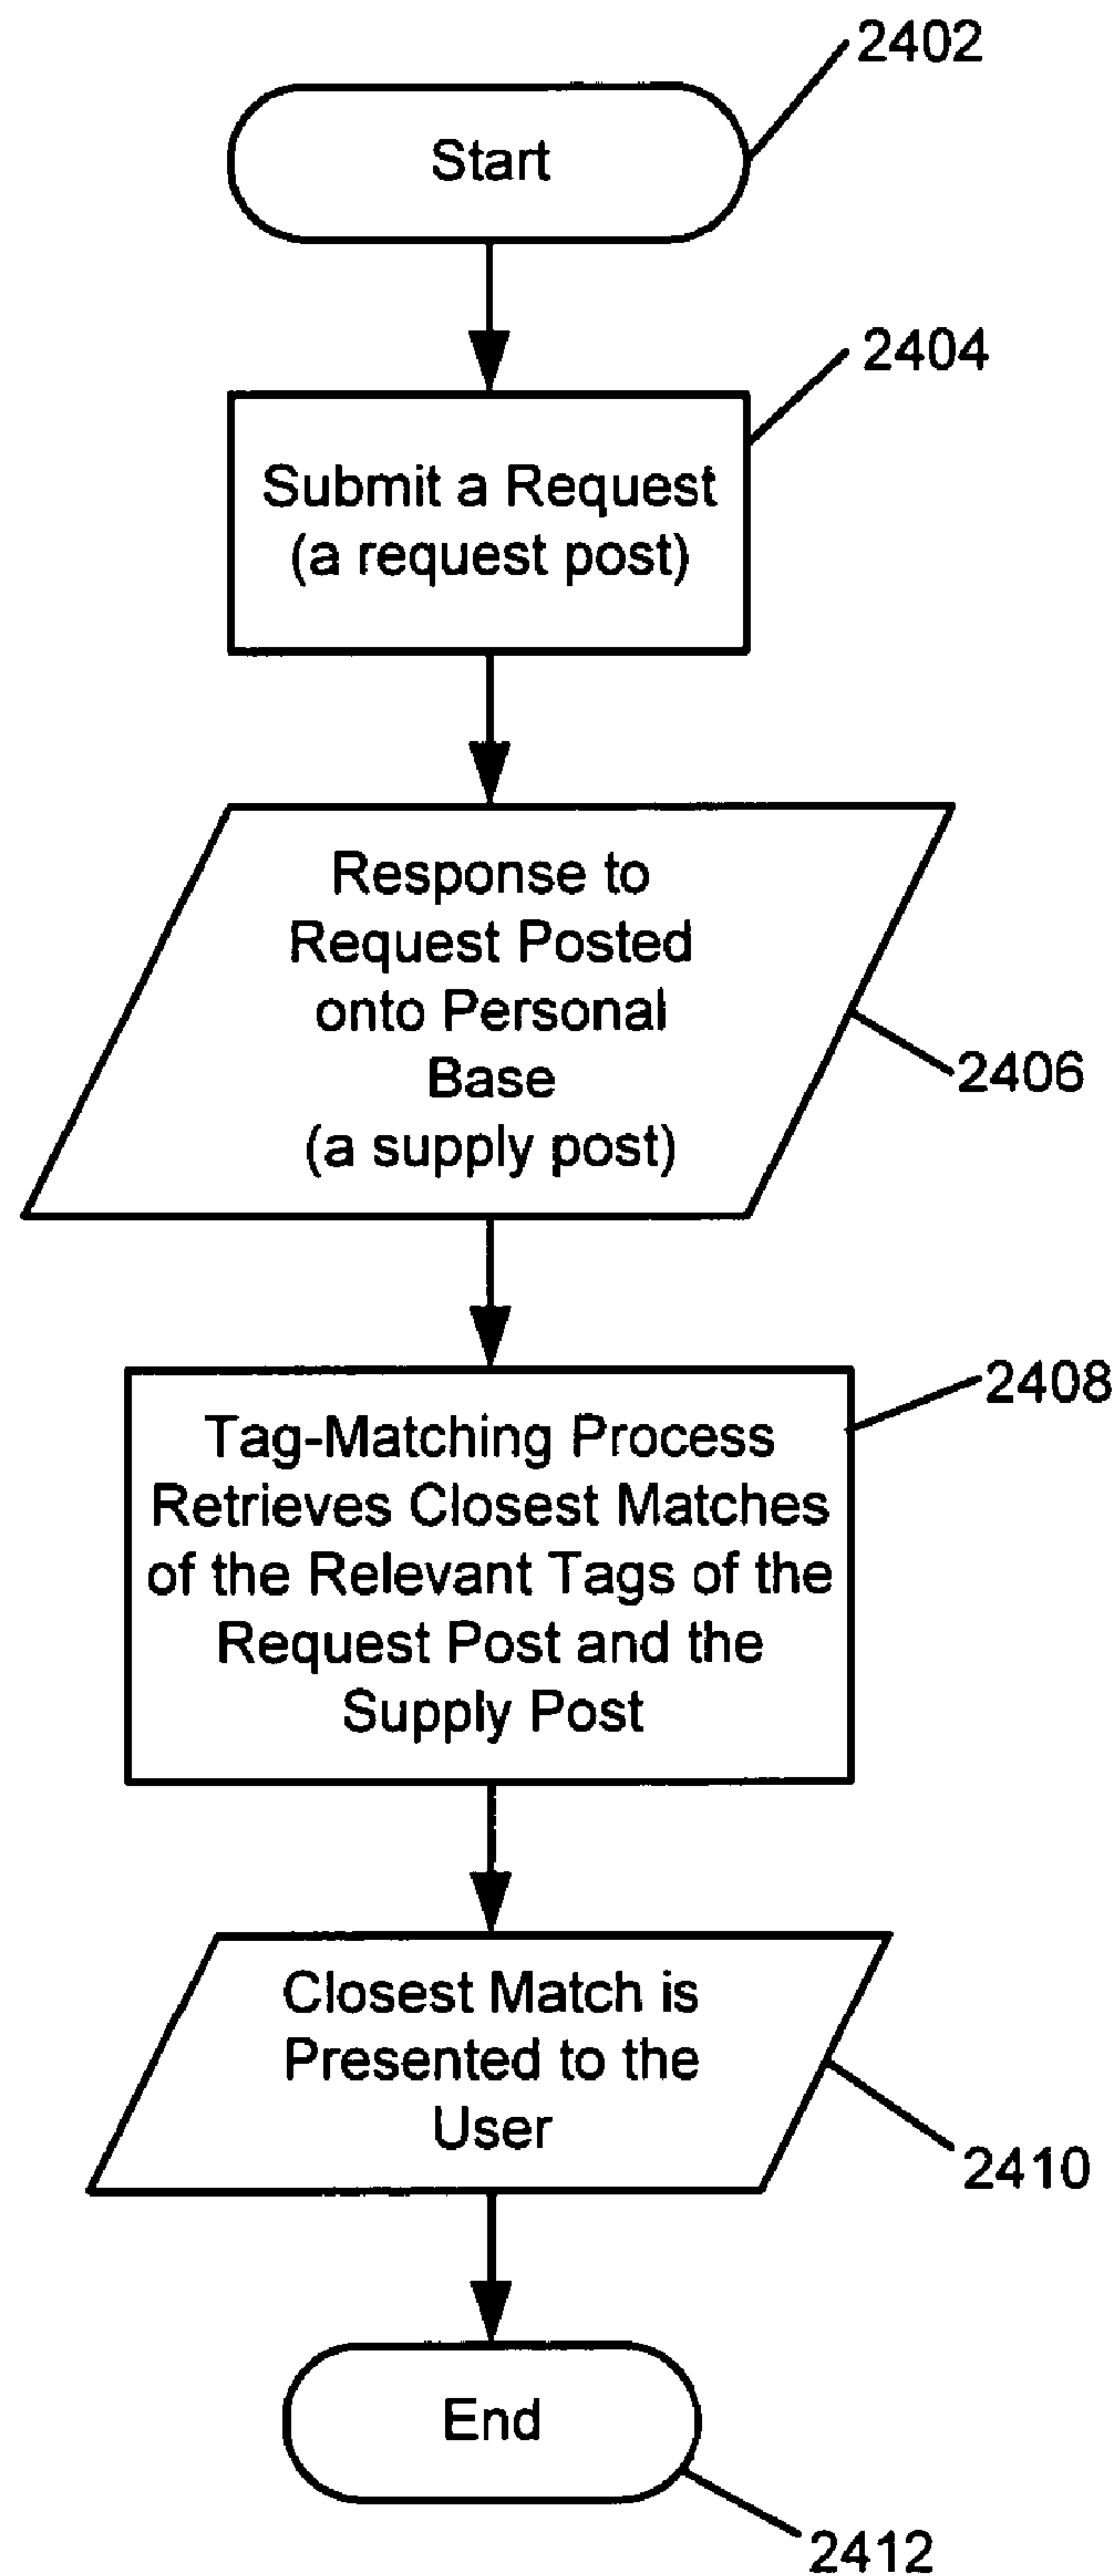 2402
Start
2404
Submit a Request
(a request post)
Response to
Request Posted
onto Personal
Base
(a supply post)
2406
2408
Tag-Matching Process
Retrieves Closest Matches
of the Relevant Tags of the
Request Post and the
Supply Post
Closest Match is
Presented to the
User
2410
End
2412